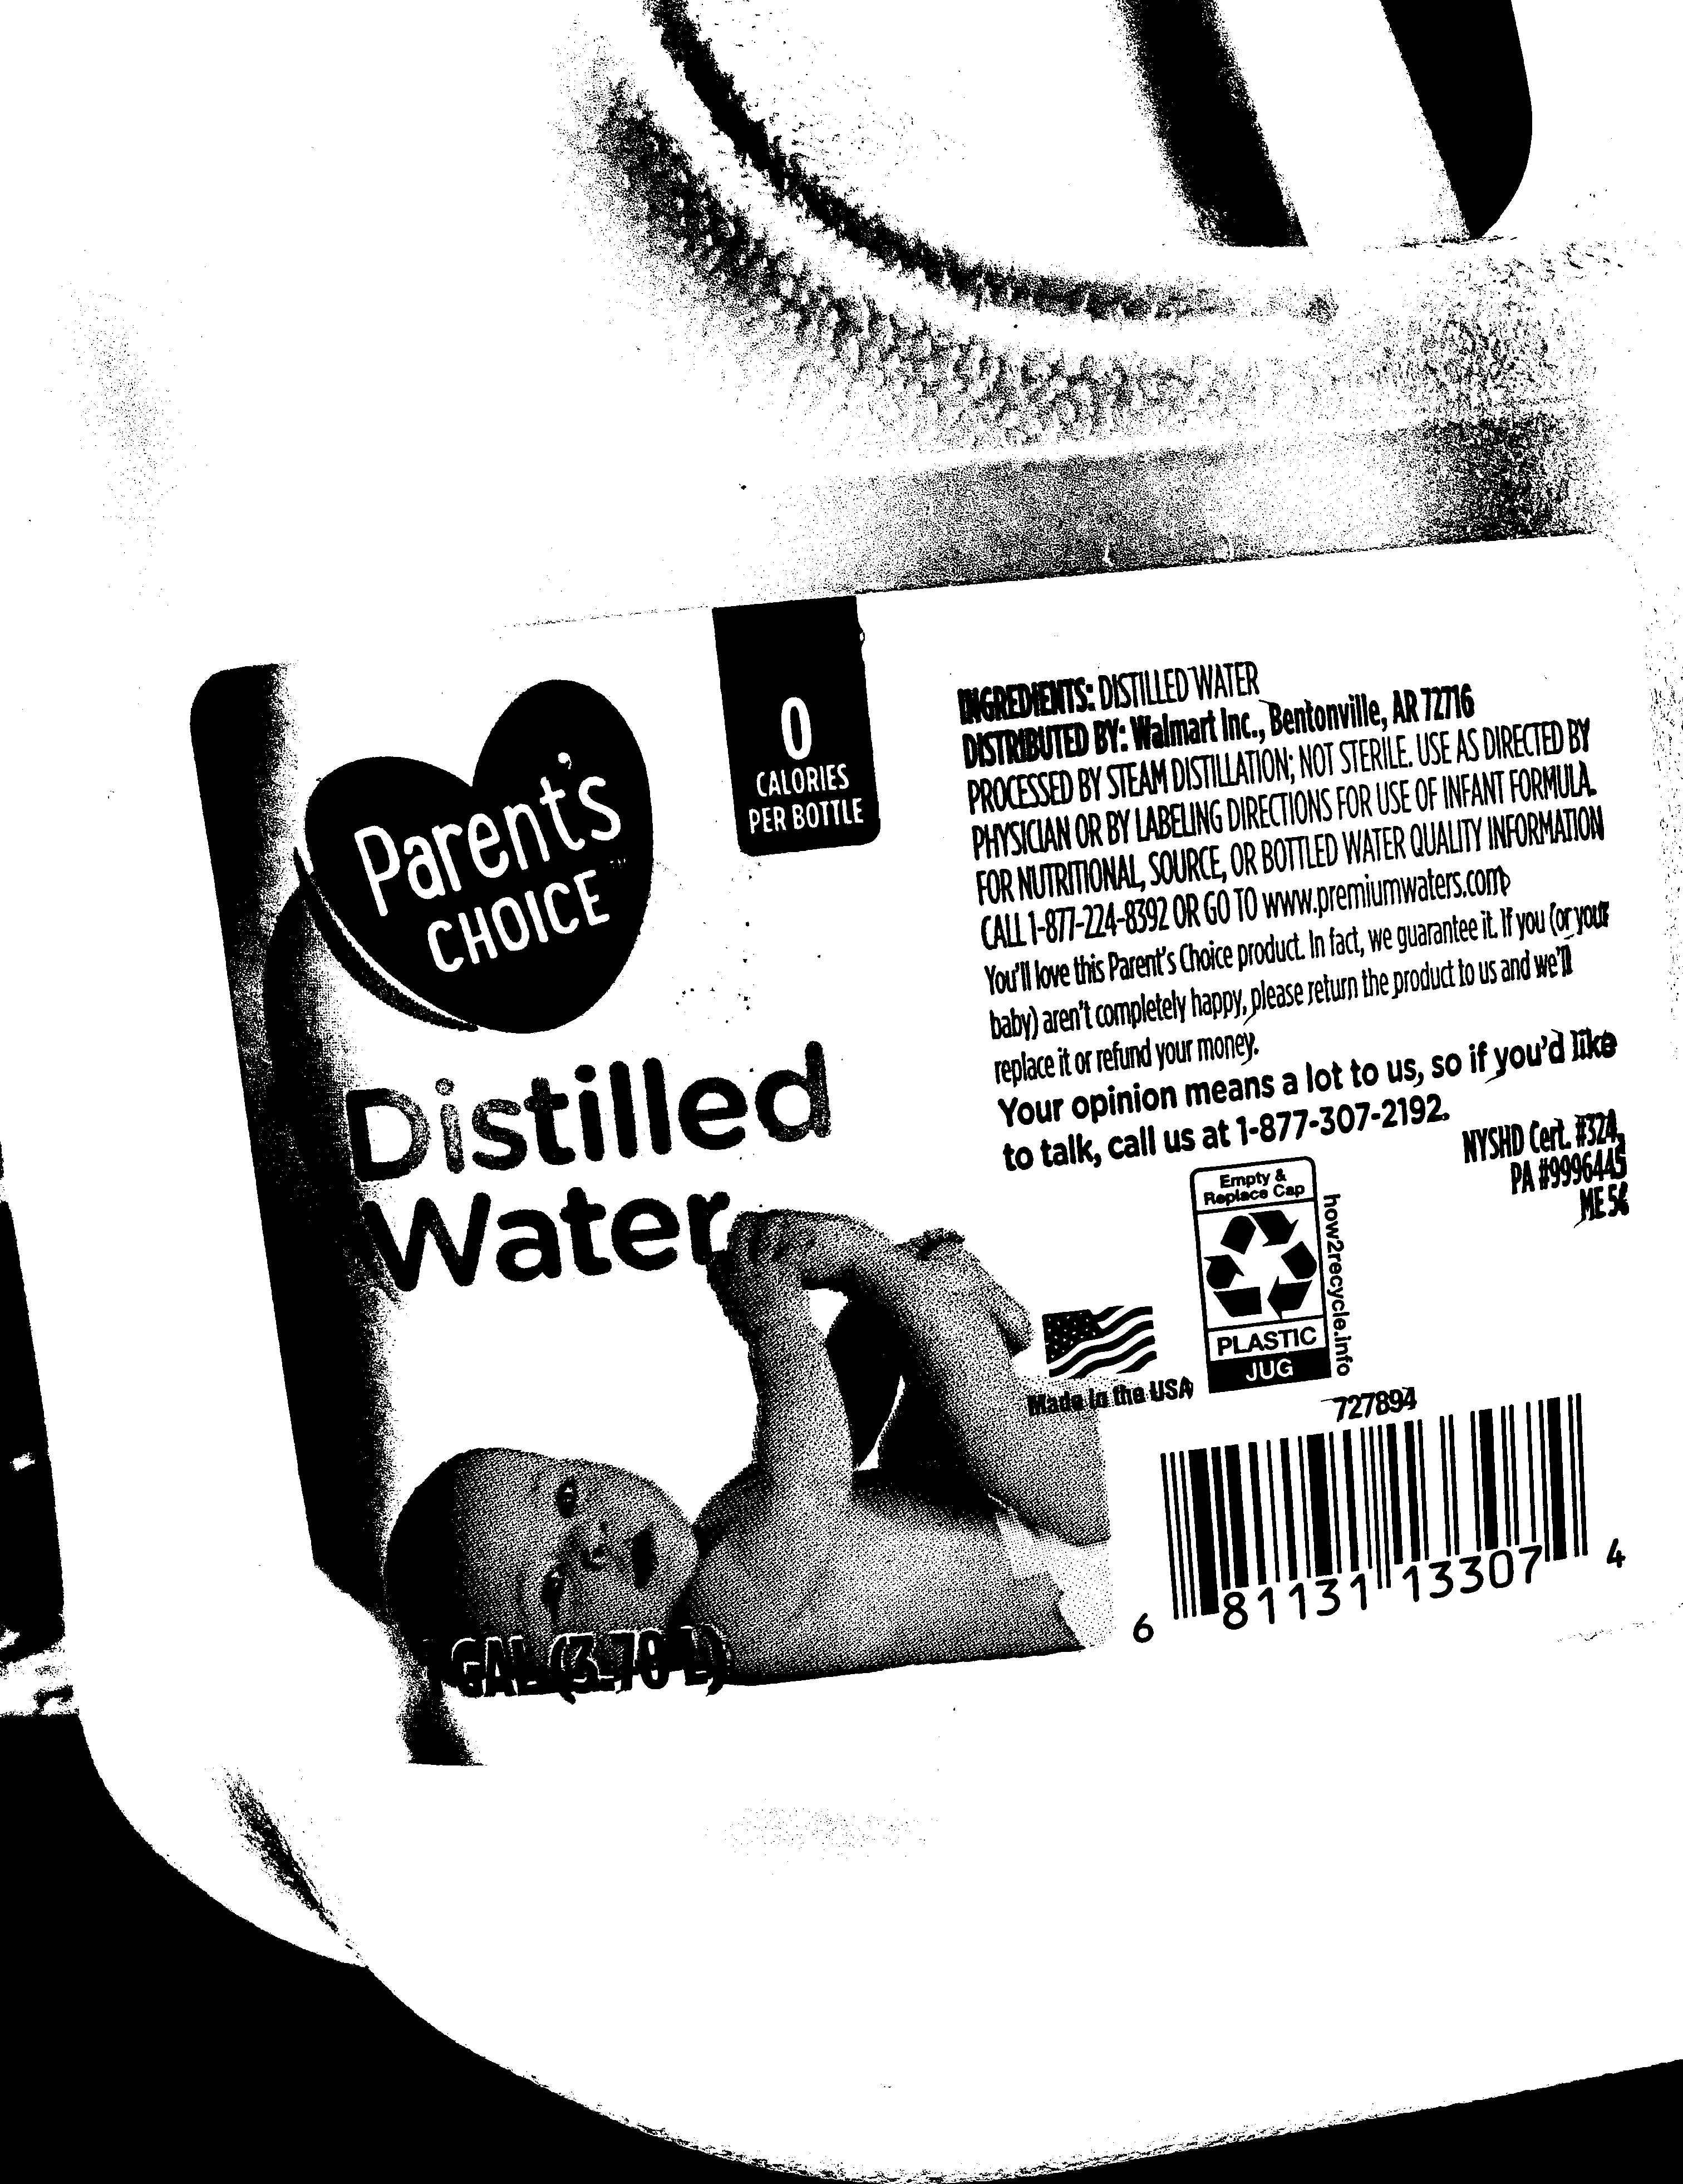 Parent's
CHOICE™
0
CALORIES
PER BOTTLE
Distilled
Water
1 GAL (3.78 L)
INGREDIENTS: DISTILLED WATER
DISTRIBUTED BY: Walmart Inc., Bentonville, AR 72716
PROCESSED BY STEAM DISTILLATION; NOT STERILE. USE AS DIRECTED BY
PHYSICIAN OR BY LABELING DIRECTIONS FOR USE OF INFANT FORMULA.
FOR NUTRITIONAL, SOURCE, OR BOTTLED WATER QUALITY INFORMATION
CALL 1-877-224-8392 OR GO TO www.premiumwaters.com
You'll love this Parent's Choice product. In fact, we guarantee it. If you (or your
baby) aren't completely happy, please return the product to us and we'll
replace it or refund your money.
Your opinion means a lot to us, so if you'd like
to talk, call us at 1-877-307-2192.
NYSHD Cert. #324,
PA #9996445
ME
Empty &
Replace Cap
PLASTIC
JUG
how2recycle.info
Made in the USA
727894
6 81131 13307 4